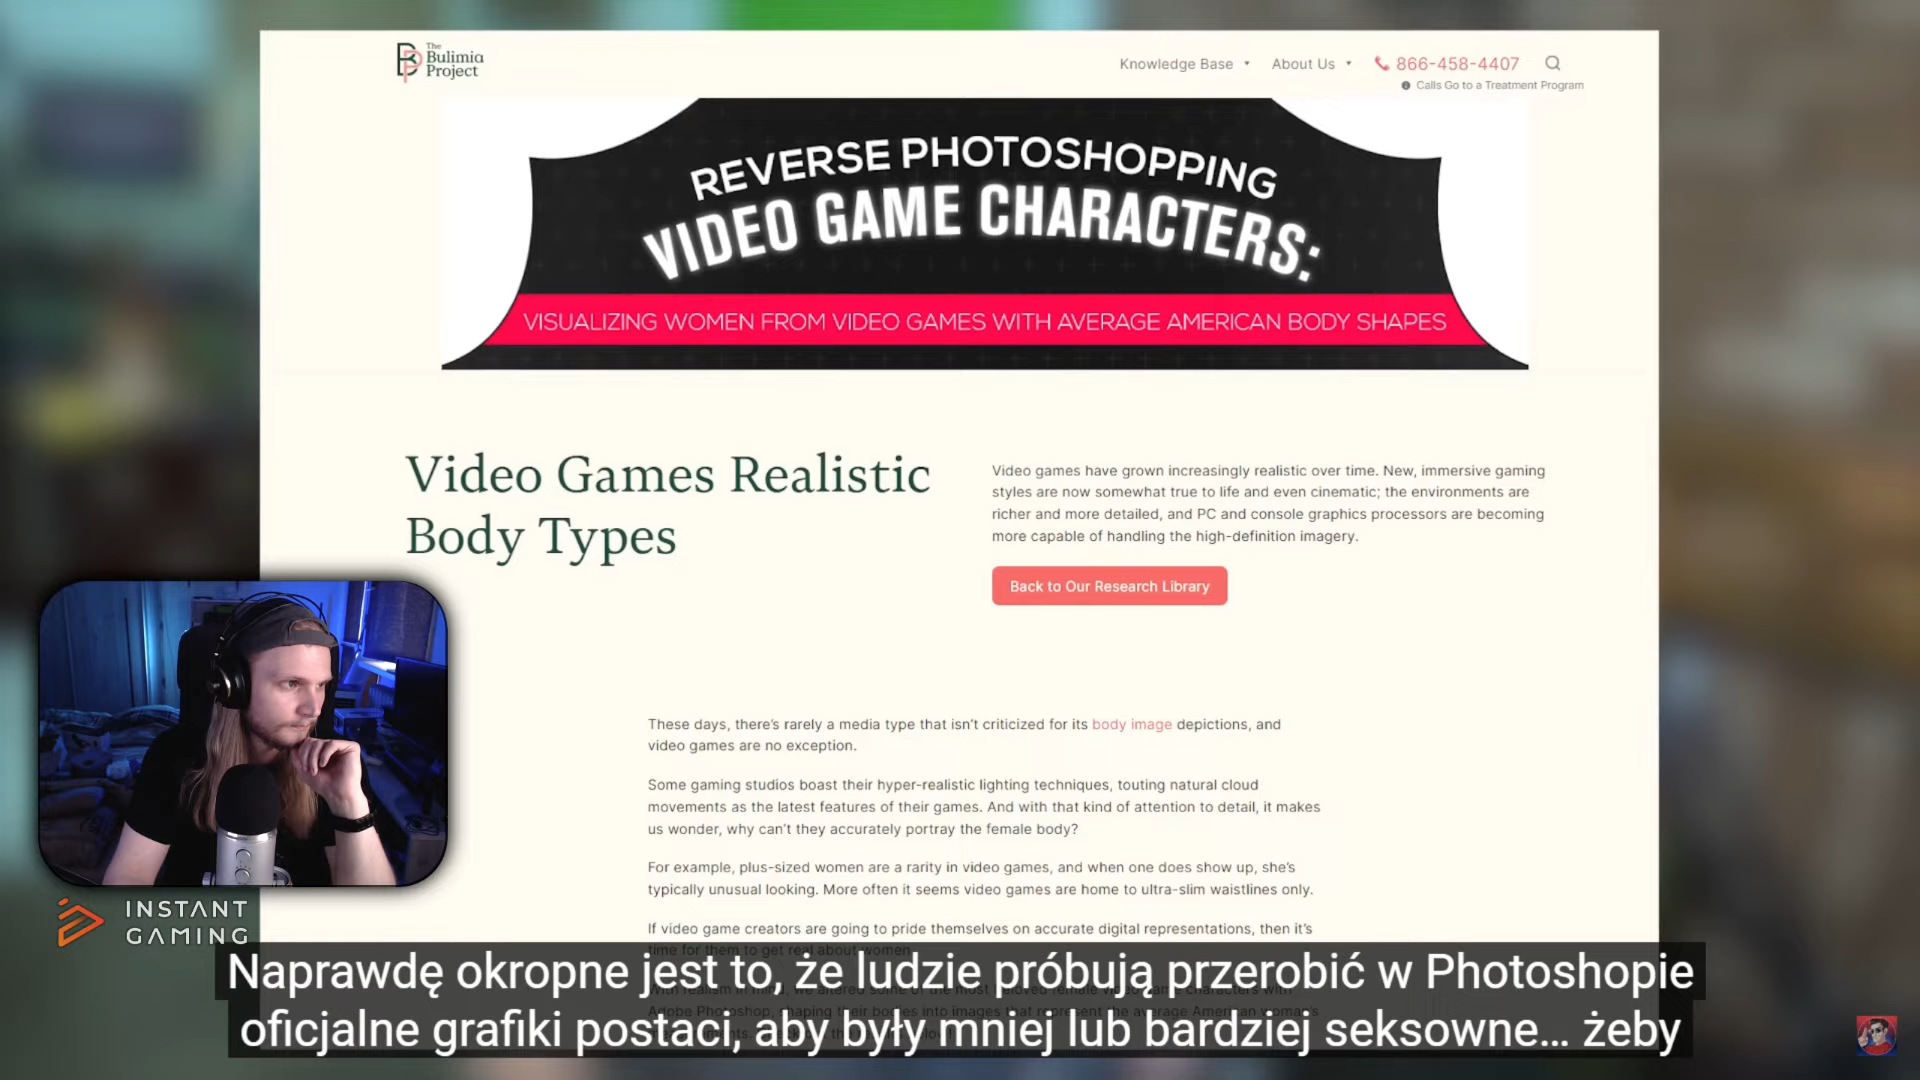 The
Bulimia
Project
Knowledge Base
About Us
866-458-4407
Calls Go to a Treatment Program
REVERSE PHOTOSHOPPING
VIDEO GAME CHARACTERS:
VISUALIZING WOMEN FROM VIDEO GAMES WITH AVERAGE AMERICAN BODY SHAPES
Video Games Realistic
Body Types
Video games have grown increasingly realistic over time. New, immersive gaming
styles are now somewhat true to life and even cinematic; the environments are
richer and more detailed, and PC and console graphics processors are becoming
more capable of handling the high-definition imagery.
Back to Our Research Library
These days, there's rarely a media type that isn't criticized for its body image depictions, and
video games are no exception.
Some gaming studios boast their hyper-realistic lighting techniques, touting natural cloud
movements as the latest features of their games. And with that kind of attention to detail, it makes
us wonder, why can't they accurately portray the female body?
For example, plus-sized women are a rarity in video games, and when one does show up, she's
typically unusual looking. More often it seems video games are home to ultra-slim waistlines only.
If video game creators are going to pride themselves on accurate digital representations, then it's
time for them to get real about women.
INSTANT
GAMING
Naprawdę okropne jest to, że ludzie próbują przerobić w Photoshopie
oficjalne grafiki postaci, aby były mniej lub bardziej seksowne... żeby